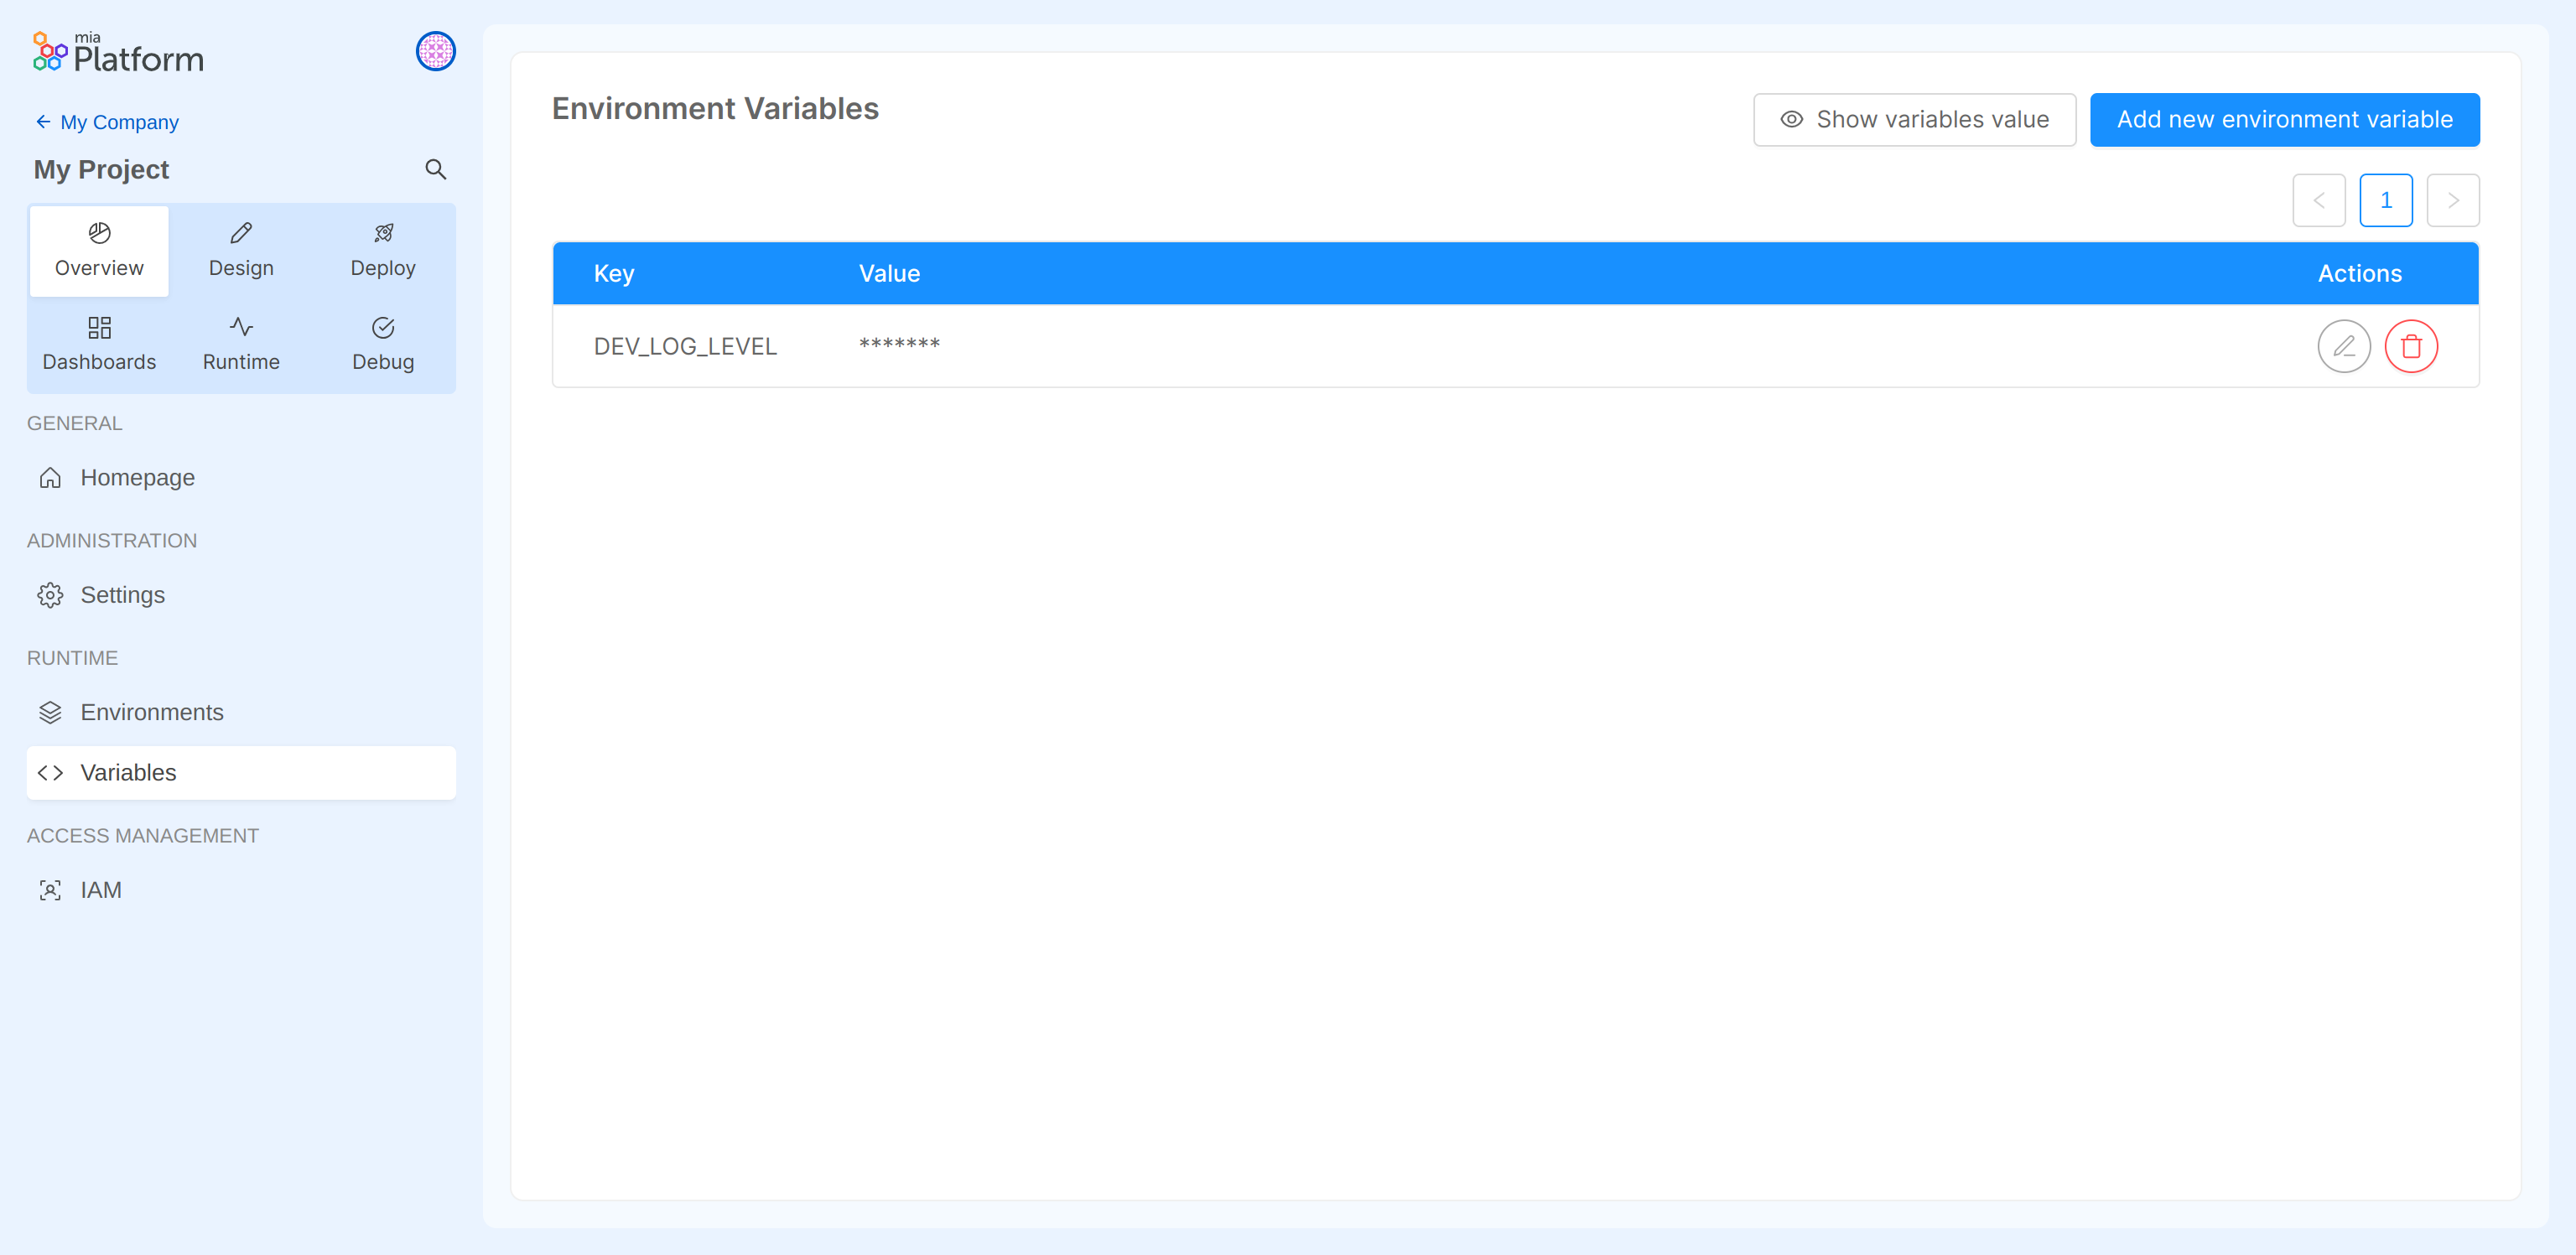 mia
Platform
My Company
My Project
Overview
Design
Deploy
Dashboards
Runtime
Debug
GENERAL
Homepage
ADMINISTRATION
Settings
RUNTIME
Environments
Variables
ACCESS MANAGEMENT
IAM
Environment Variables
Show variables value
Add new environment variable
< 1 >
Key Value Actions
DEV_LOG_LEVEL *******